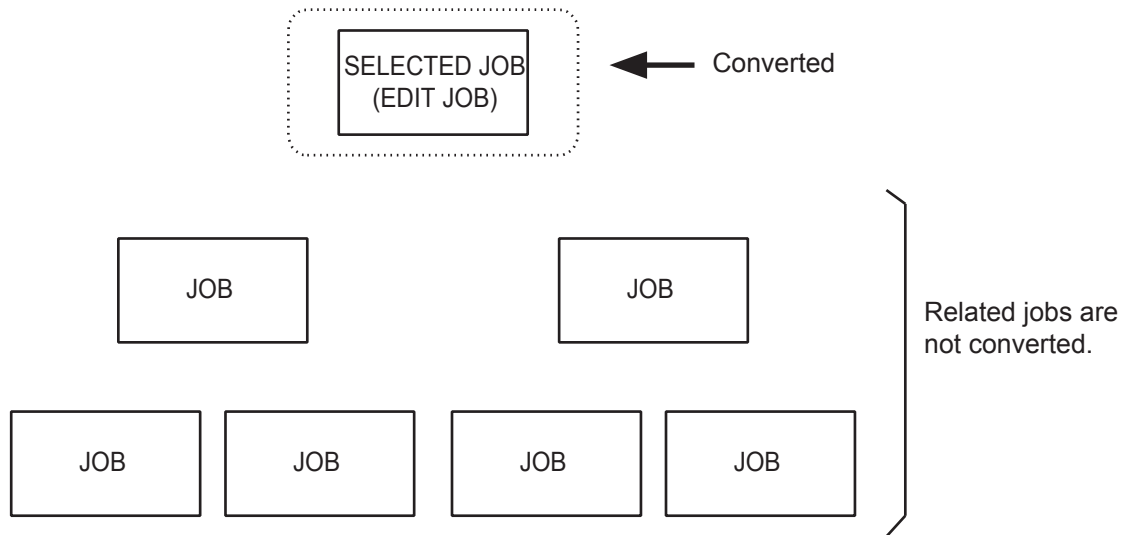 SELECTED JOB
(EDIT JOB)
Converted
JOB
JOB
Related jobs are
not converted.
JOB
JOB
JOB
JOB